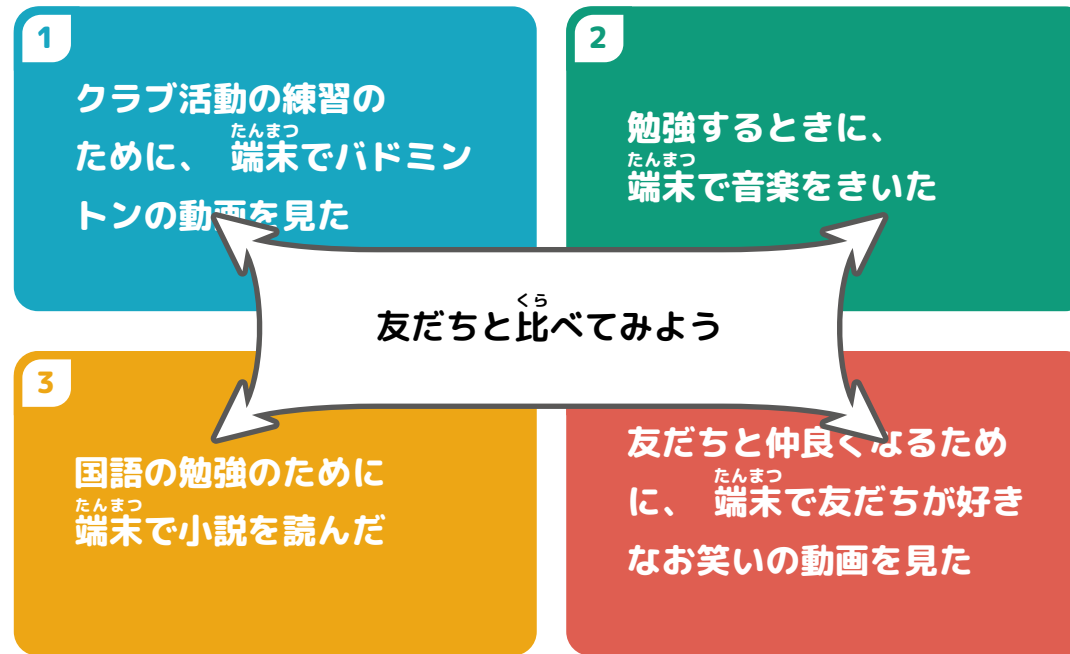 1
クラブ活動の練習の
たんまつ
ために、 端末でバドミン
トンの動画を見た
2
勉強するときに、
たんまつ
端末で音楽をきいた
くら
友だちと比べてみよう
3
国語の勉強のために
たんまつ
端末で小説を読んだ
友だちと仲良くなるため
たんまつ
に、 端末で友だちが好き
なお笑いの動画を見た